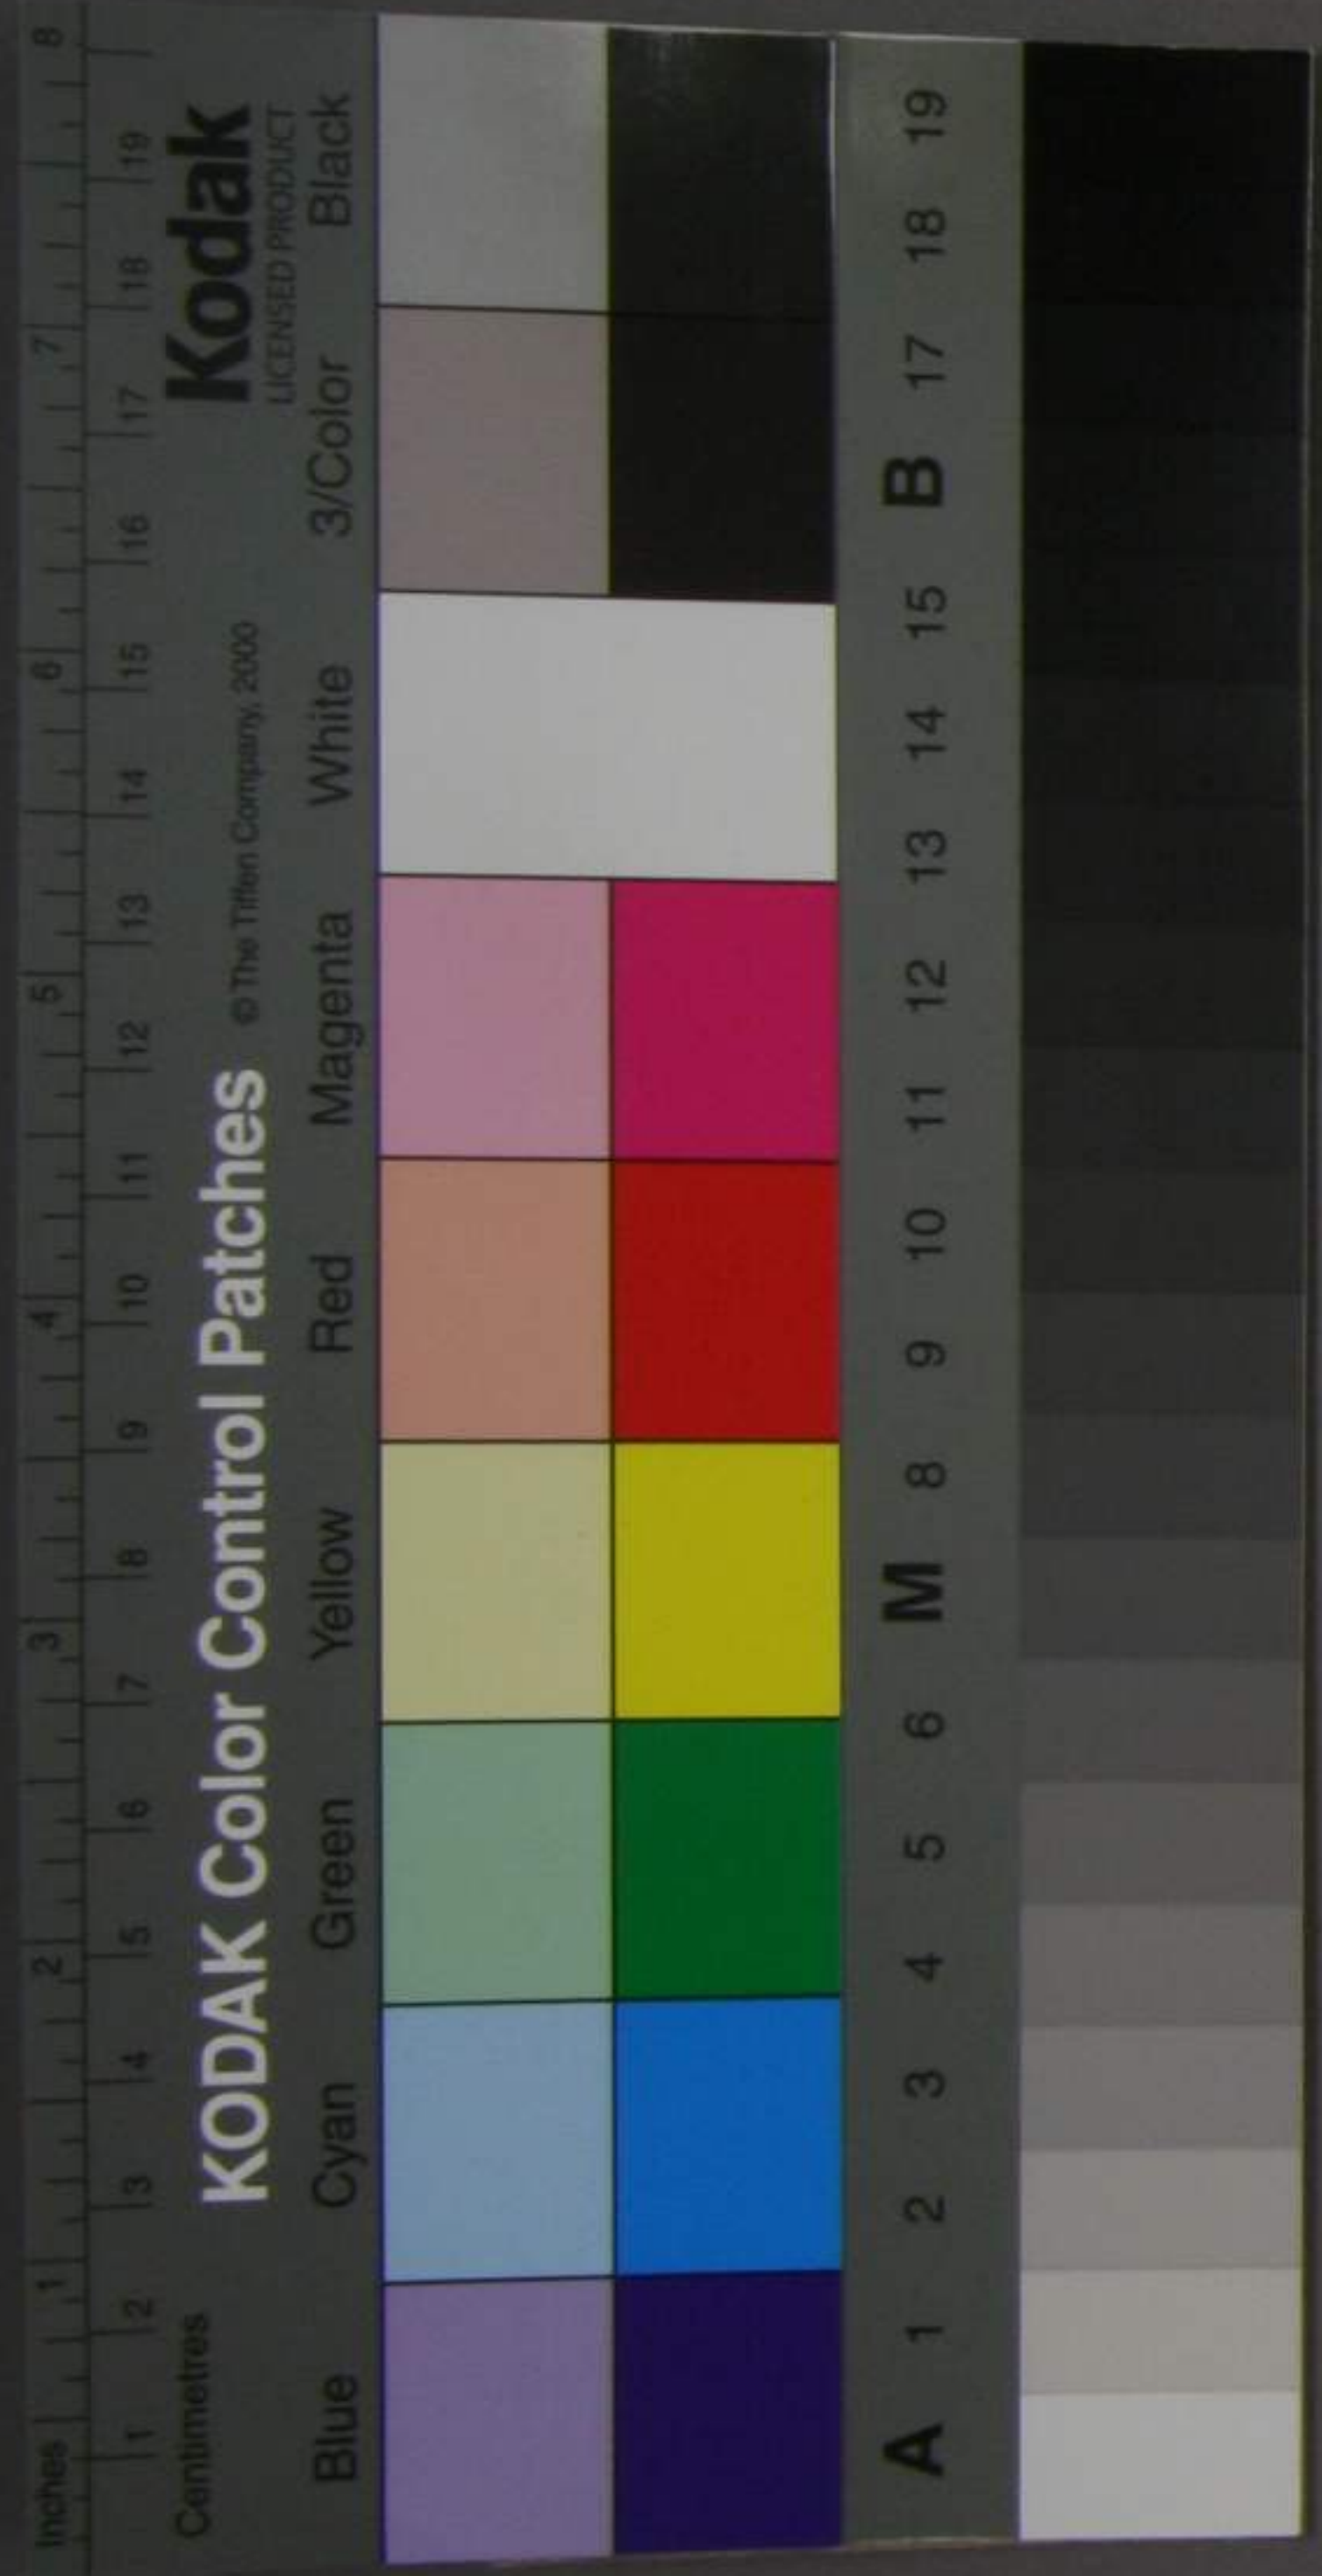 Inches 1 2 3 4 5 6 7 8
1 2 3 4 5 6 7 8 9 10 11 12 13 14 15 16 17 18 19
Centimetres
KODAK Color Control Patches © The Tiffen Company, 2000 Kodak
LICENSED PRODUCT
Blue Cyan Green Yellow Red Magenta White 3/Color Black
A 1 2 3 4 5 6 M 8 9 10 11 12 13 14 15 B 17 18 19